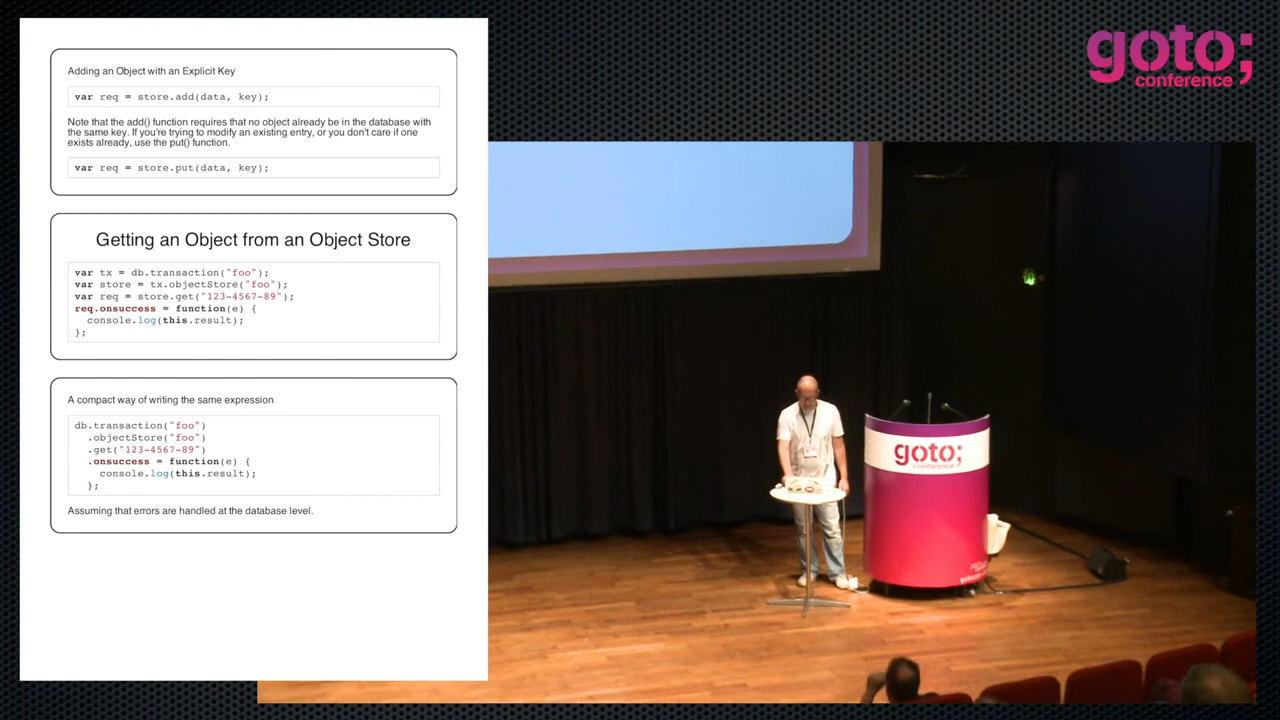 Adding an Object with an Explicit Key
var req = store.add(data, key);
Note that the add() function requires that no object already be in the database with
the same key. If you're trying to modify an existing entry, or you don't care if one
exists already, use the put() function.
var req = store.put(data, key);
Getting an Object from an Object Store
var tx = db.transaction("foo");
var store = tx.objectStore("foo");
var req = store.get("123-4567-89");
req.onsuccess = function(e) {
  console.log(this.result);
};
A compact way of writing the same expression
db.transaction("foo")
  .objectStore("foo")
  .get("123-4567-89")
  .onsuccess = function(e) {
    console.log(this.result);
  };
Assuming that errors are handled at the database level.
goto;
conference
goto;
conference